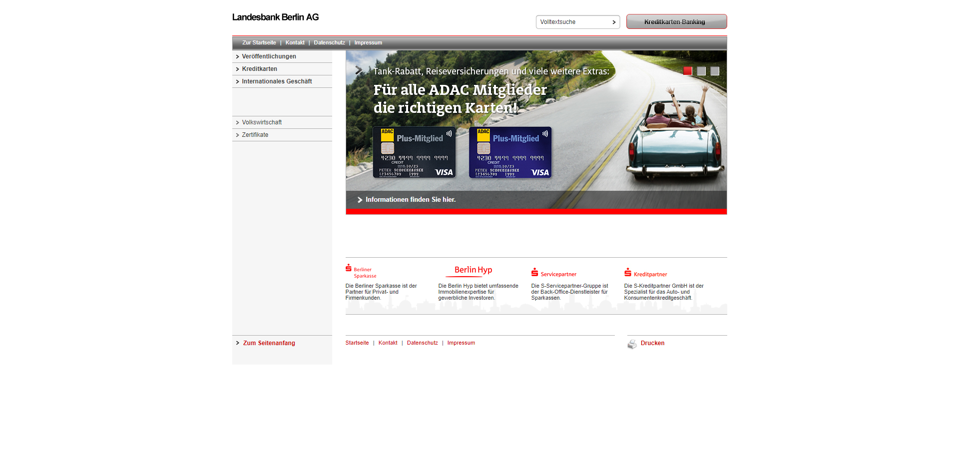 Landesbank Berlin AG
Volltextsuche
Kreditkarten-Banking
Zur Startseite | Kontakt | Datenschutz | Impressum
Veröffentlichungen
Kreditkarten
Internationales Geschäft
Volkswirtschaft
Zertifikate
Tank-Rabatt, Reiseversicherungen und viele weitere Extras:
Für alle ADAC Mitglieder
die richtigen Karten!
ADAC
Plus-Mitglied
4230 9999 9999 9999
CREDIT
VISA
ADAC
Plus-Mitglied
4230 9999 9999 9999
CREDIT
VISA
Informationen finden Sie hier.
Berliner
Sparkasse
Die Berliner Sparkasse ist der
Partner für Privat- und
Firmenkunden.
Berlin Hyp
Die Berlin Hyp bietet umfassende
Immobilienexpertise für
gewerbliche Investoren.
Servicepartner
Die S-Servicepartner-Gruppe ist
der Back-Office-Dienstleister für
Sparkassen.
Kreditpartner
Die S-Kreditpartner GmbH ist der
Spezialist für das Auto- und
Konsumentenkreditgeschäft.
Zum Seitenanfang
Startseite | Kontakt | Datenschutz | Impressum
Drucken